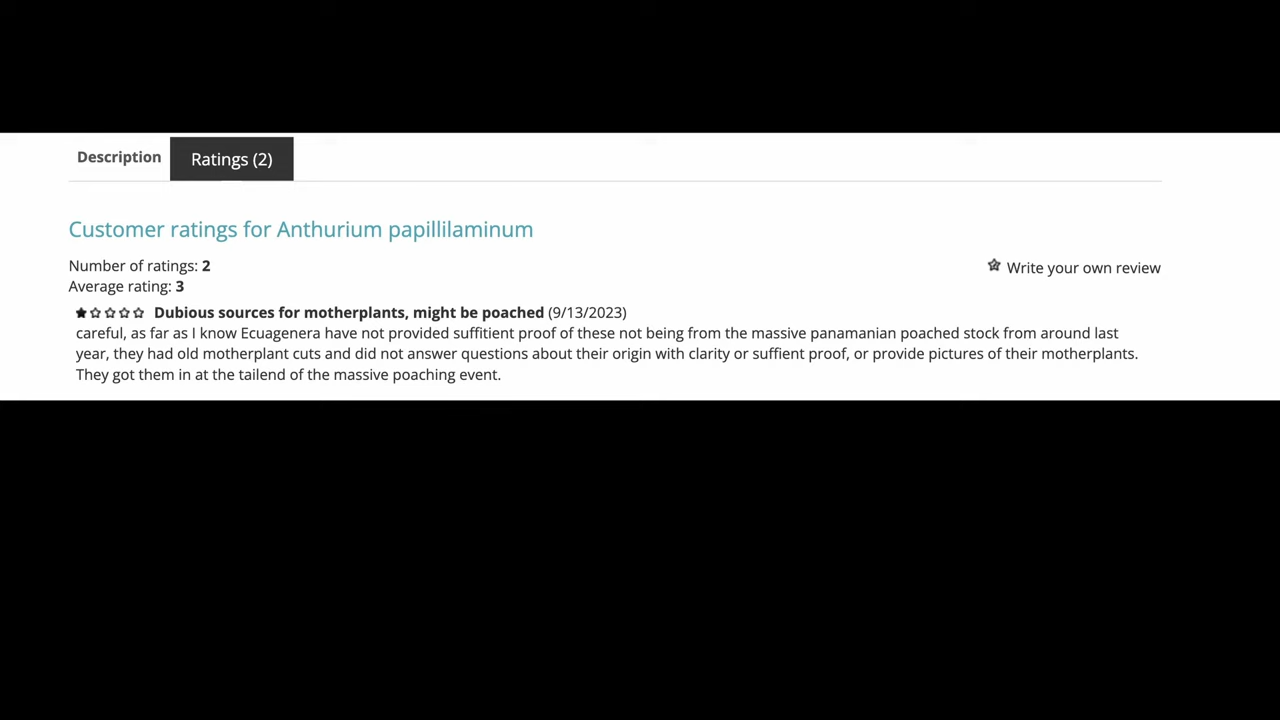 Description
Ratings (2)
Customer ratings for Anthurium papillilaminum
Number of ratings: 2
Write your own review
Average rating: 3
Dubious sources for motherplants, might be poached (9/13/2023)
careful, as far as I know Ecuagenera have not provided suffitient proof of these not being from the massive panamanian poached stock from around last
year, they had old motherplant cuts and did not answer questions about their origin with clarity or suffient proof, or provide pictures of their motherplants.
They got them in at the tailend of the massive poaching event.